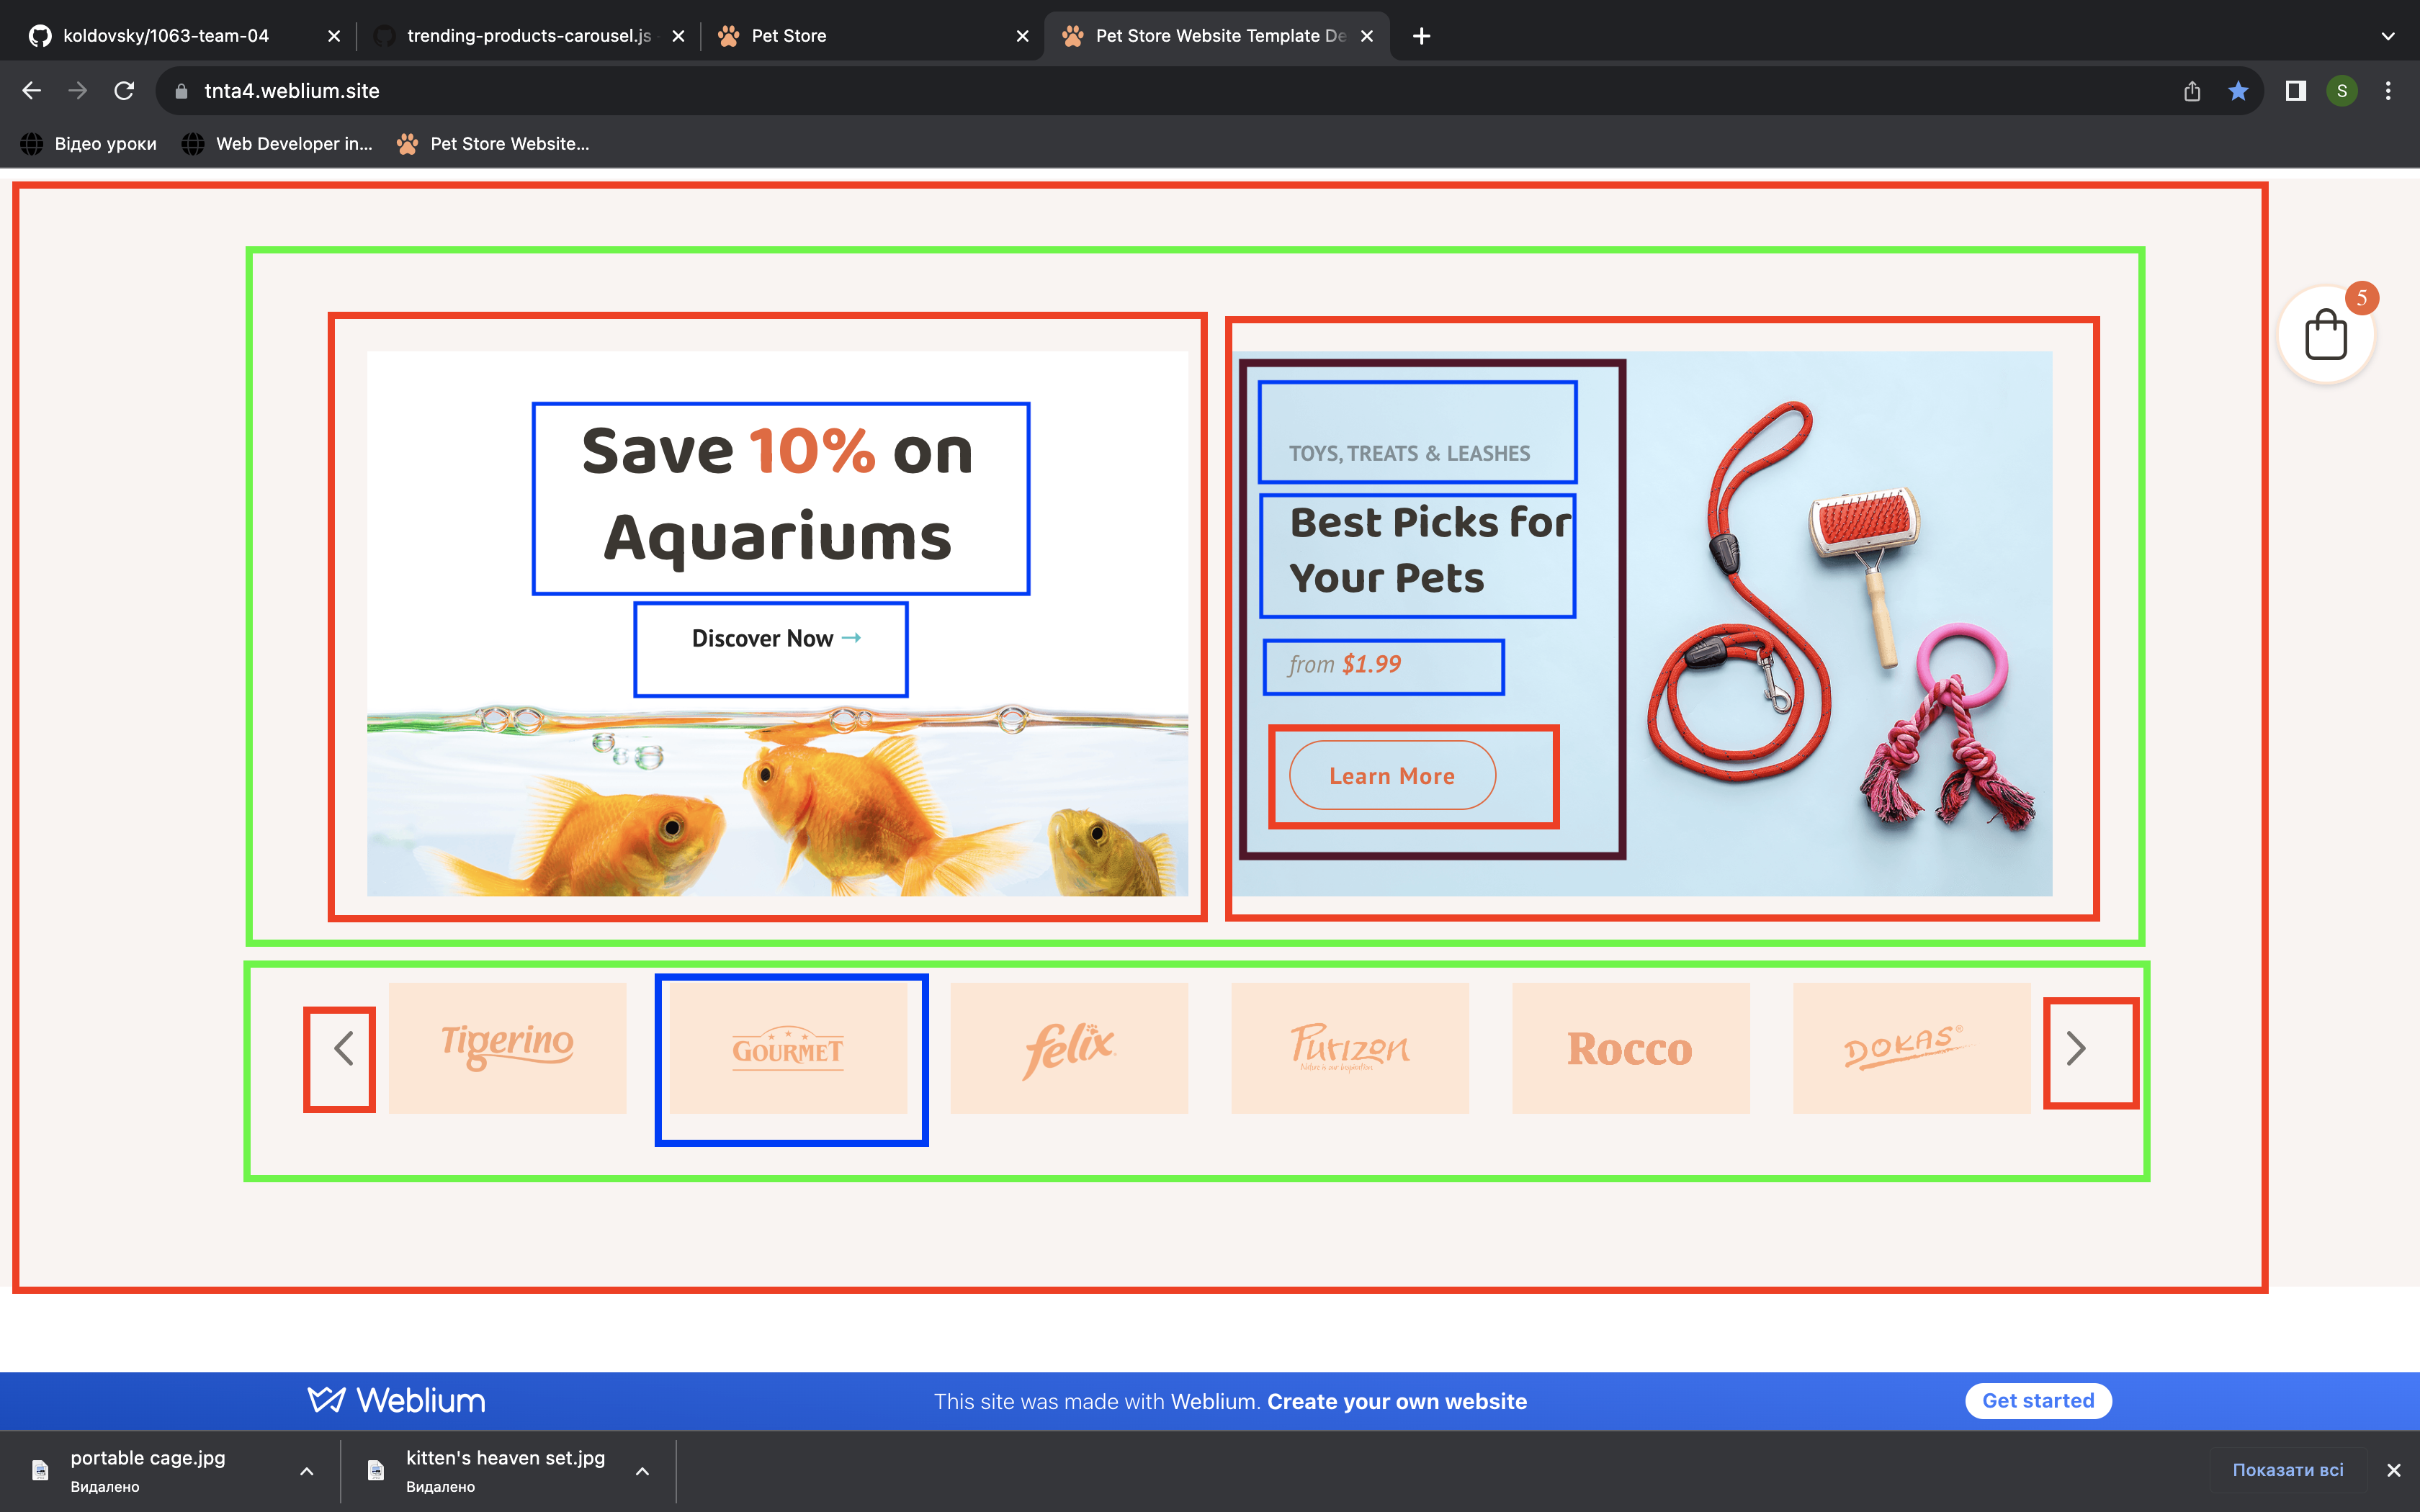 koldovsky/1063-team-04
trending-products-carousel.js
Pet Store
Pet Store Website Template De
tnta4.weblium.site
S
Відео уроки
Web Developer in...
Pet Store Website...
5
Save 10% on
Aquariums
Discover Now →
TOYS, TREATS & LEASHES
Best Picks for
Your Pets
from $1.99
Learn More
Tigerino
GOURMET
felix
Purizon
Nature is our inspiration
Rocco
DOKAS®
Weblium
This site was made with Weblium. Create your own website
Get started
portable cage.jpg
Видалено
kitten's heaven set.jpg
Видалено
Показати всі